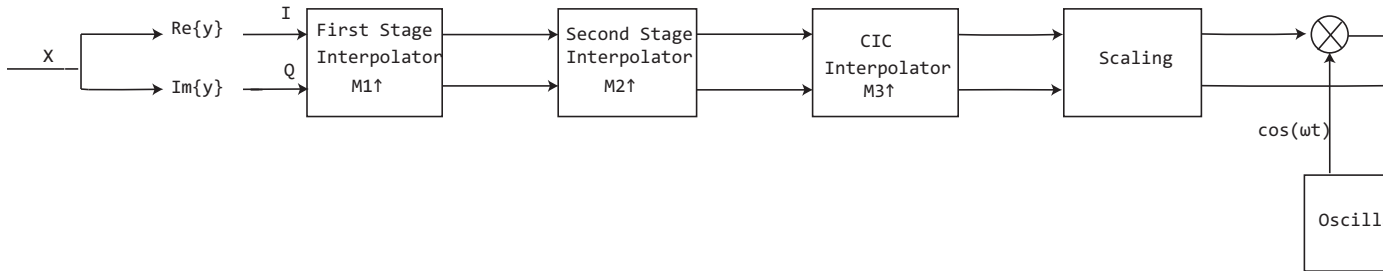 X
Re{y}
Im{y}
I
Q
First Stage
Interpolator
M1↑
Second Stage
Interpolator
M2↑
CIC
Interpolator
M3↑
Scaling
cos(ωt)
Oscill